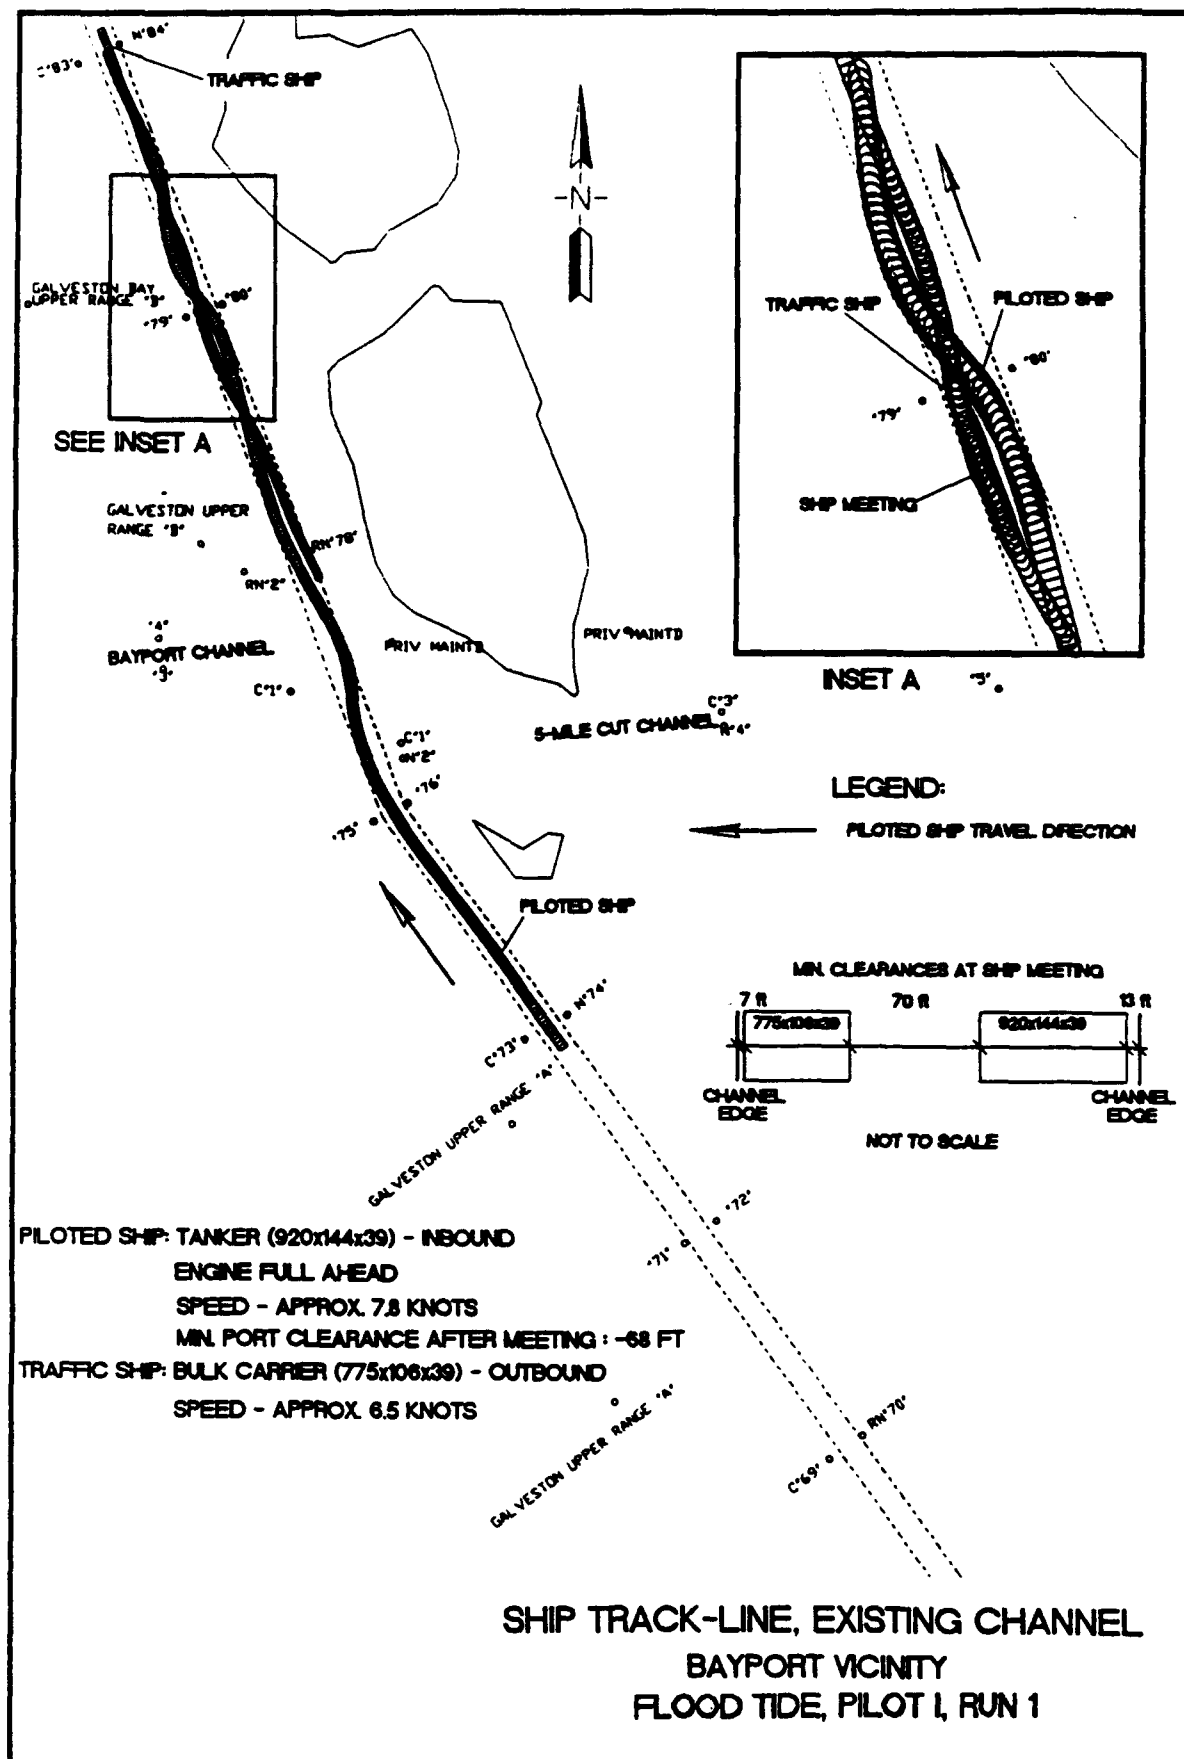 N"84"
C"83"
TRAFFIC SHIP
-N-
GALVESTON BAY
UPPER RANGE "B"
"80"
"79"
SEE INSET A
GALVESTON UPPER
RANGE "B"
RN"78"
RN"2"
"4"
BAYPORT CHANNEL
C"1"
PRIV MAINTD
PRIV MAINTD
TRAFFIC SHIP
PILOTED SHIP
"80"
"79"
SHIP MEETING
INSET A
"5"
C"3"
5-MILE CUT CHANNEL
R"4"
C"1"
N"2"
"76"
"75"
LEGEND:
PILOTED SHIP TRAVEL DIRECTION
PILOTED SHIP
N"74"
C"73"
GALVESTON UPPER RANGE "A"
MIN. CLEARANCES AT SHIP MEETING
7 ft 70 ft 13 ft
775x106x39 920x144x39
CHANNEL
EDGE
CHANNEL
EDGE
NOT TO SCALE
"72"
"71"
PILOTED SHIP: TANKER (920x144x39) - INBOUND
ENGINE FULL AHEAD
SPEED - APPROX. 7.8 KNOTS
MIN. PORT CLEARANCE AFTER MEETING : -68 FT
TRAFFIC SHIP: BULK CARRIER (775x106x39) - OUTBOUND
SPEED - APPROX. 6.5 KNOTS
GALVESTON UPPER RANGE "A"
RN"70"
C"69"
SHIP TRACK-LINE, EXISTING CHANNEL
BAYPORT VICINITY
FLOOD TIDE, PILOT I, RUN 1